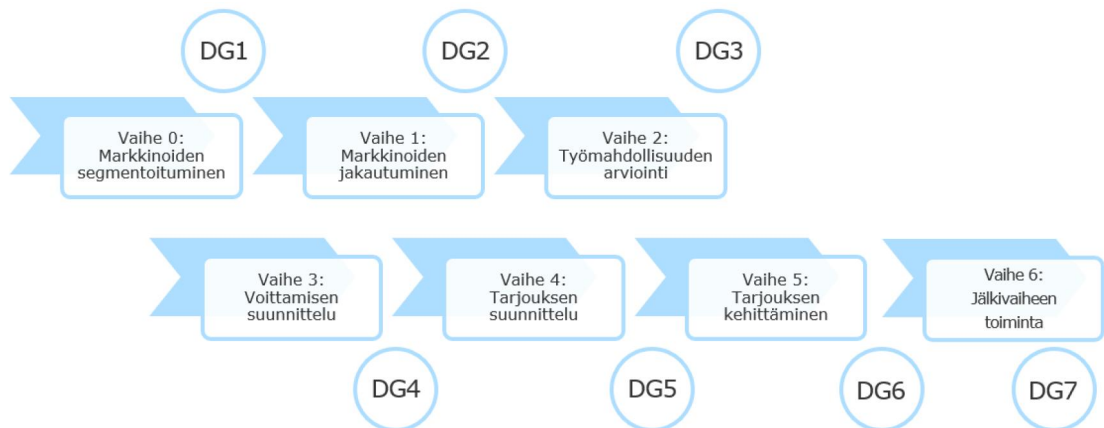 DG1
DG2
DG3
Vaihe 0:
Markkinoiden
segmentoituminen
Vaihe 1:
Markkinoiden
jakautuminen
Vaihe 2:
Työmahdollisuuden
arviointi
Vaihe 3:
Voittamisen
suunnittelu
Vaihe 4:
Tarjouksen
suunnittelu
Vaihe 5:
Tarjouksen
kehittäminen
Vaihe 6:
Jälkivaiheen
toiminta
DG4
DG5
DG6
DG7